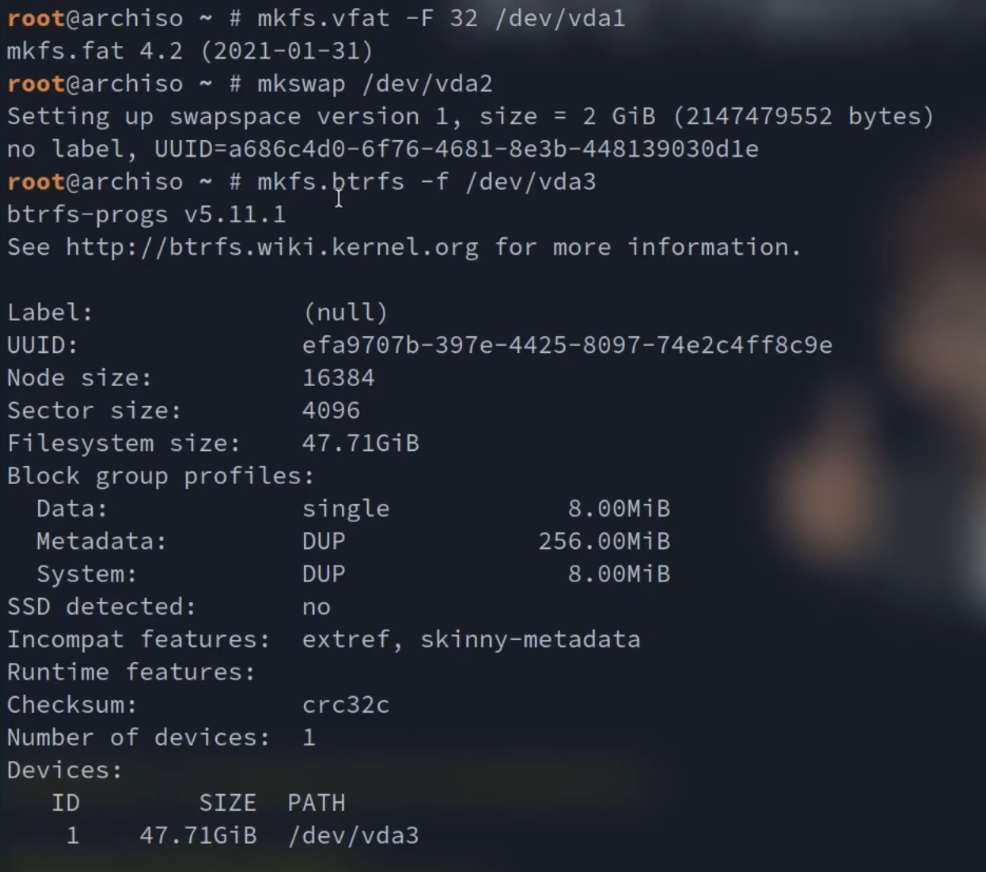 root@archiso ~ # mkfs.vfat -F 32 /dev/vda1
mkfs.fat 4.2 (2021-01-31)
root@archiso ~ # mkswap /dev/vda2
Setting up swapspace version 1, size = 2 GiB (2147479552 bytes)
no label, UUID=a686c4d0-6f76-4681-8e3b-448139030d1e
root@archiso ~ # mkfs.btrfs -f /dev/vda3
btrfs-progs v5.11.1
See http://btrfs.wiki.kernel.org for more information.

Label:              (null)
UUID:               efa9707b-397e-4425-8097-74e2c4ff8c9e
Node size:          16384
Sector size:        4096
Filesystem size:    47.71GiB
Block group profiles:
  Data:             single            8.00MiB
  Metadata:         DUP             256.00MiB
  System:           DUP               8.00MiB
SSD detected:       no
Incompat features:  extref, skinny-metadata
Runtime features:
Checksum:           crc32c
Number of devices:  1
Devices:
   ID        SIZE  PATH
    1    47.71GiB  /dev/vda3